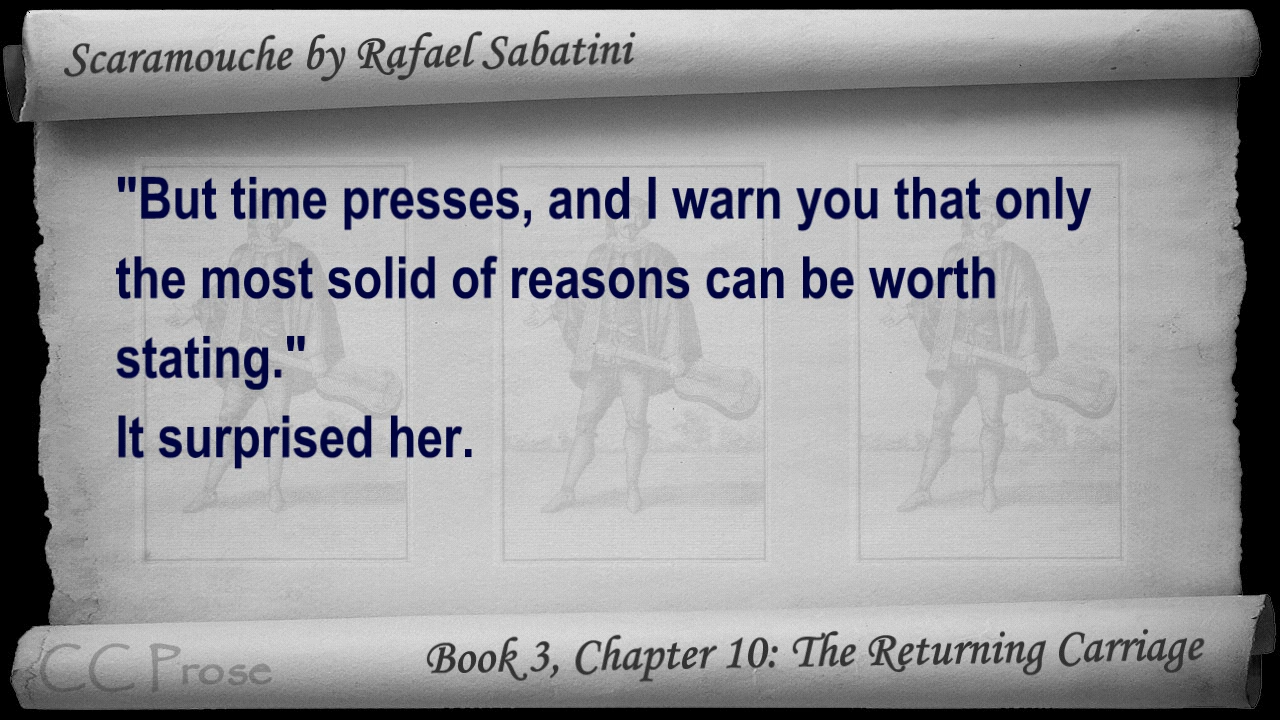 Scaramouche by Rafael Sabatini
"But time presses, and I warn you that only
the most solid of reasons can be worth
stating."
It surprised her.
CC Prose
Book 3, Chapter 10: The Returning Carriage